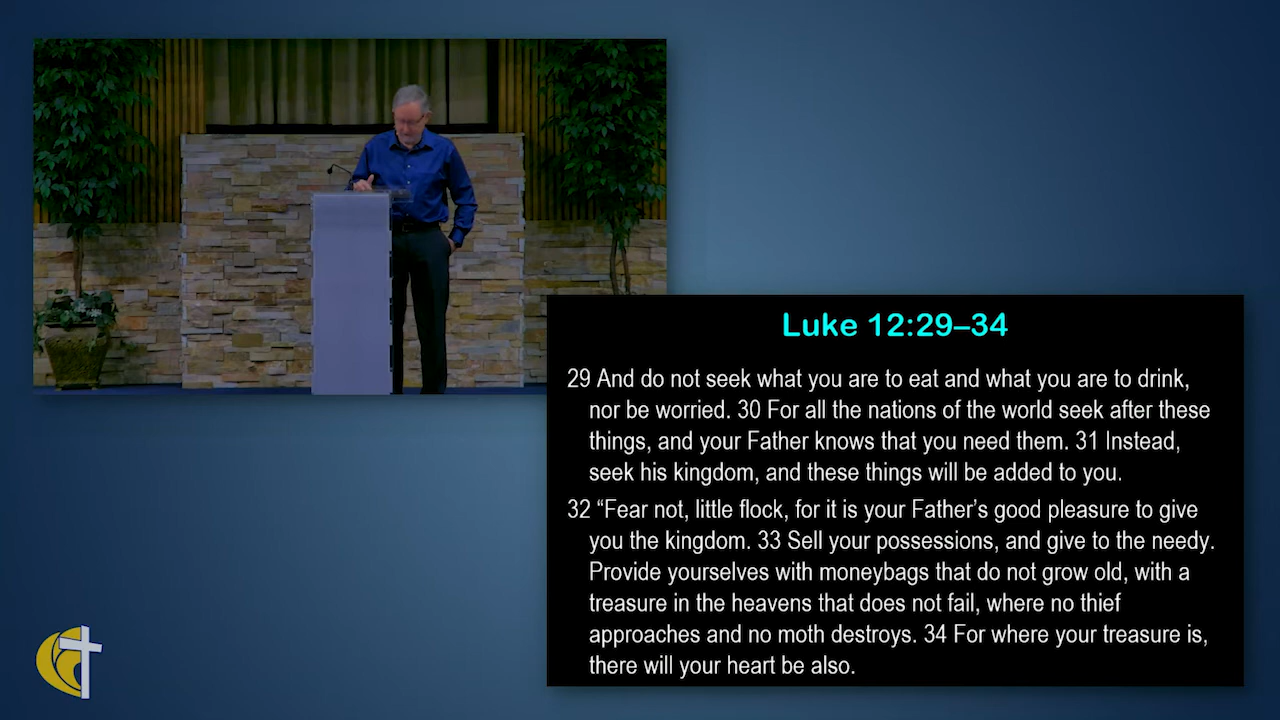 Luke 12:29–34
29 And do not seek what you are to eat and what you are to drink,
nor be worried. 30 For all the nations of the world seek after these
things, and your Father knows that you need them. 31 Instead,
seek his kingdom, and these things will be added to you.
32 “Fear not, little flock, for it is your Father’s good pleasure to give
you the kingdom. 33 Sell your possessions, and give to the needy.
Provide yourselves with moneybags that do not grow old, with a
treasure in the heavens that does not fail, where no thief
approaches and no moth destroys. 34 For where your treasure is,
there will your heart be also.